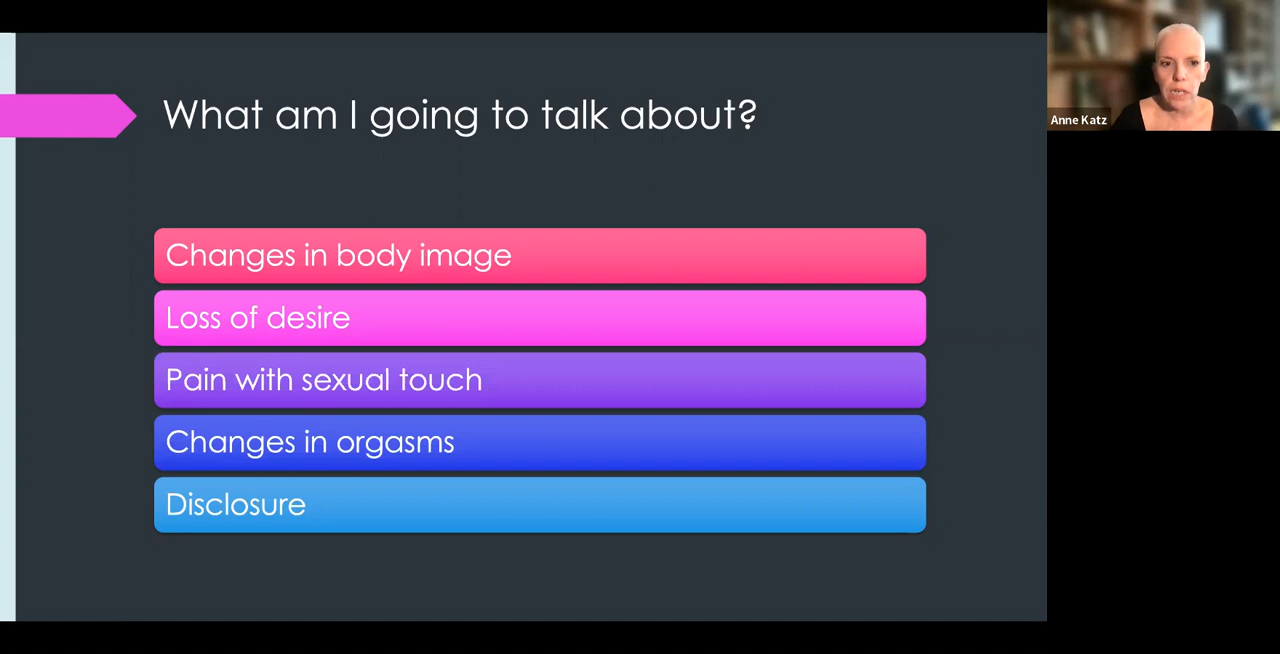 What am I going to talk about?
Changes in body image
Loss of desire
Pain with sexual touch
Changes in orgasms
Disclosure
Anne Katz